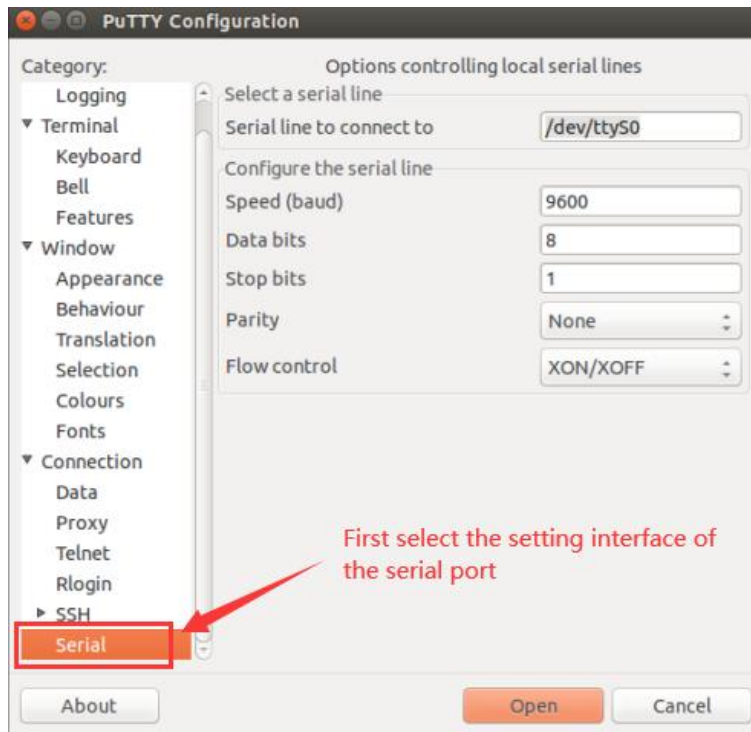 PuTTY Configuration
Category:
Options controlling local serial lines
Logging
Terminal
Keyboard
Bell
Features
Window
Appearance
Behaviour
Translation
Selection
Colours
Fonts
Connection
Data
Proxy
Telnet
Rlogin
SSH
Serial
Select a serial line
Serial line to connect to /dev/ttyS0
Configure the serial line
Speed (baud) 9600
Data bits 8
Stop bits 1
Parity None
Flow control XON/XOFF
First select the setting interface of
the serial port
About Open Cancel